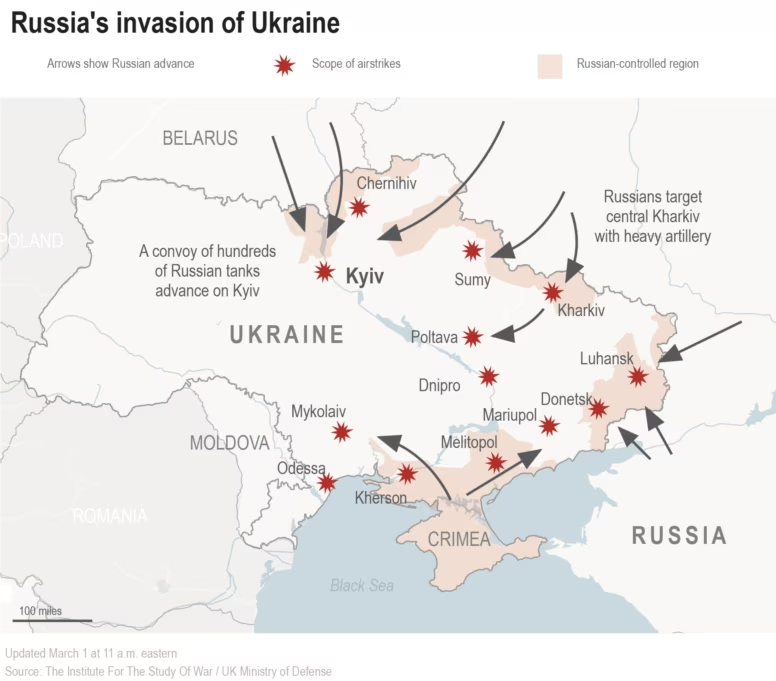 Russia's invasion of Ukraine
Arrows show Russian advance
Scope of airstrikes
Russian-controlled region
BELARUS
Chernihiv
Russians target
central Kharkiv
with heavy artillery
POLAND
A convoy of hundreds
of Russian tanks
advance on Kyiv
Kyiv
Sumy
Kharkiv
UKRAINE
Poltava
Luhansk
Dnipro
Donetsk
Mykolaiv
Mariupol
MOLDOVA
Melitopol
Odessa
Kherson
ROMANIA
CRIMEA
RUSSIA
Black Sea
100 miles
Updated March 1 at 11 a.m. eastern
Source: The Institute For The Study Of War / UK Ministry of Defense